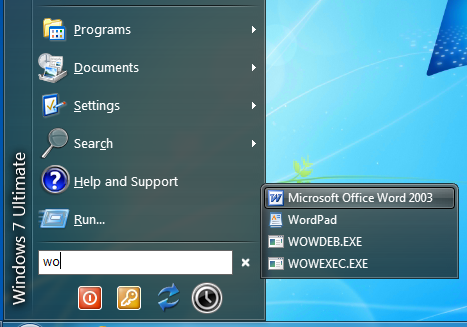 Programs
Documents
Settings
Search
Help and Support
Run...
Windows 7 Ultimate
wo
Microsoft Office Word 2003
WordPad
WOWDEB.EXE
WOWEXEC.EXE